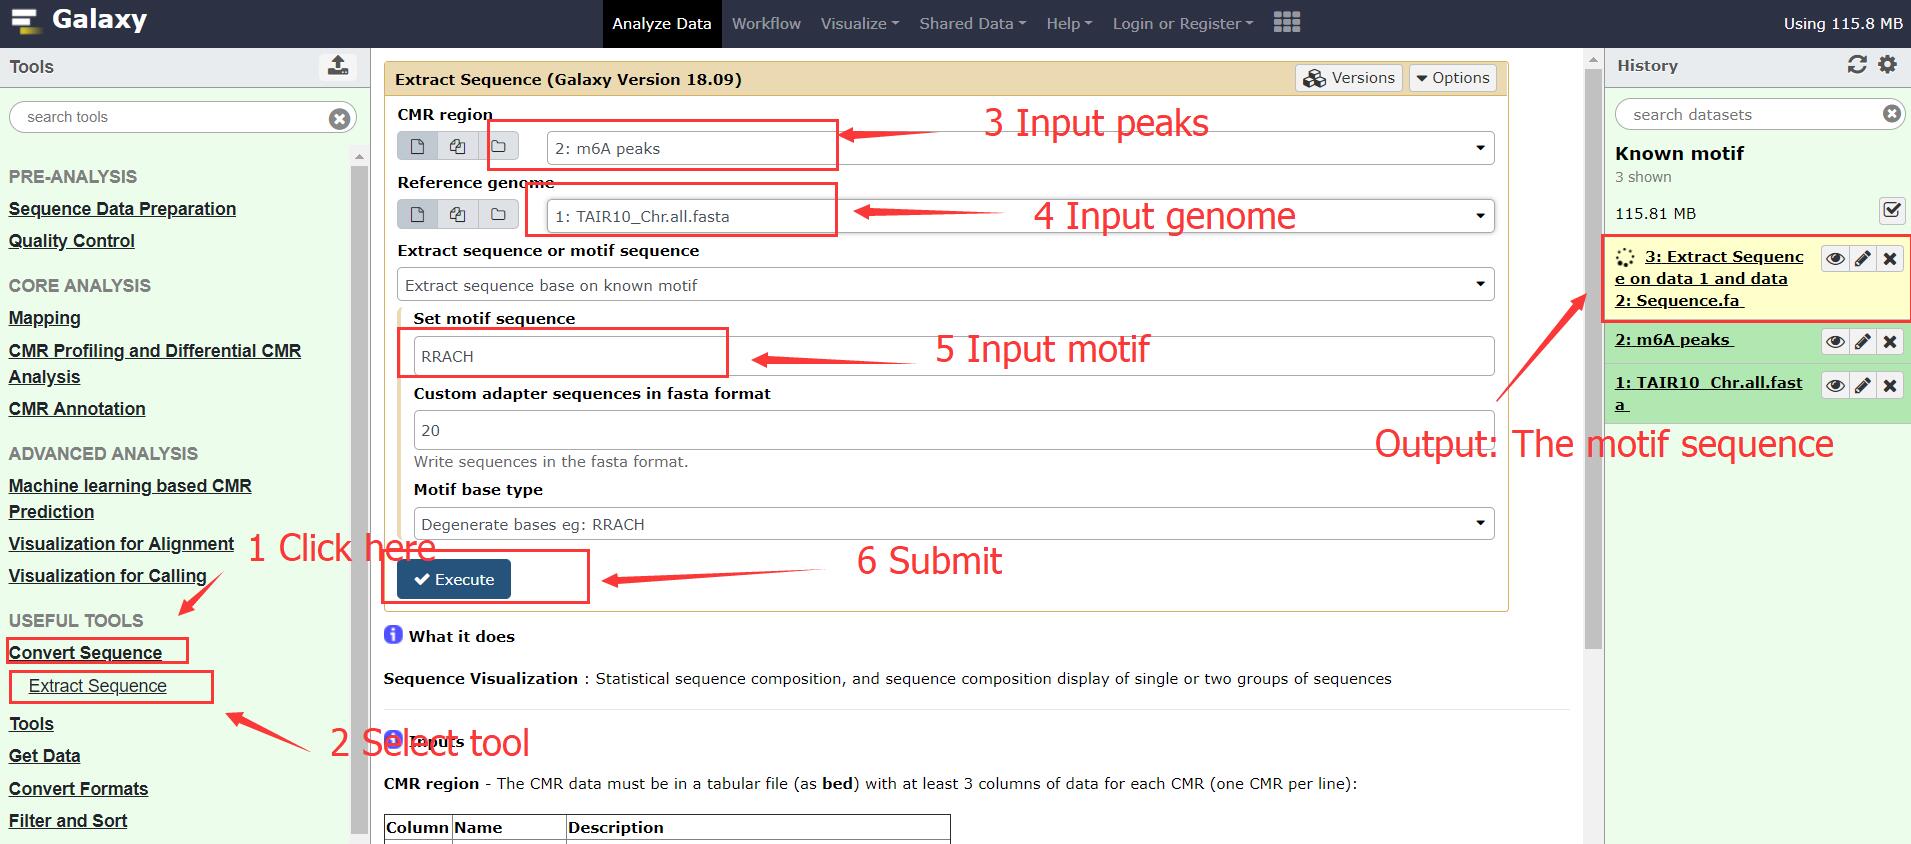 Galaxy
Analyze Data
Workflow
Visualize
Shared Data
Help
Login or Register
Using 115.8 MB
Tools
search tools
PRE-ANALYSIS
Sequence Data Preparation
Quality Control
CORE ANALYSIS
Mapping
CMR Profiling and Differential CMR
Analysis
CMR Annotation
ADVANCED ANALYSIS
Machine learning based CMR
Prediction
Visualization for Alignment
1 Click here
Visualization for Calling
USEFUL TOOLS
Convert Sequence
Extract Sequence
2 Select tool
Tools
Get Data
Convert Formats
Filter and Sort
Extract Sequence (Galaxy Version 18.09)
Versions
Options
CMR region
3 Input peaks
2: m6A peaks
Reference genome
1: TAIR10_Chr.all.fasta
4 Input genome
Extract sequence or motif sequence
Extract sequence base on known motif
Set motif sequence
RRACH
5 Input motif
Custom adapter sequences in fasta format
20
Write sequences in the fasta format.
Motif base type
Degenerate bases eg: RRACH
Execute
6 Submit
What it does
Sequence Visualization : Statistical sequence composition, and sequence composition display of single or two groups of sequences
Inputs
CMR region - The CMR data must be in a tabular file (as bed) with at least 3 columns of data for each CMR (one CMR per line):
Column Name Description
History
search datasets
Known motif
3 shown
115.81 MB
3: Extract Sequenc
e on data 1 and data
2: Sequence.fa
2: m6A peaks
1: TAIR10_Chr.all.fast
a
Output: The motif sequence